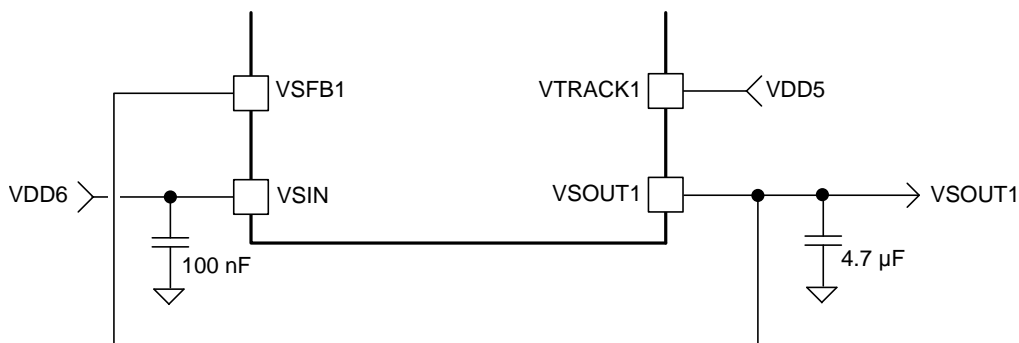 VSFB1
VTRACK1
VDD5
VDD6
VSIN
VSOUT1
VSOUT1
100 nF
4.7 µF